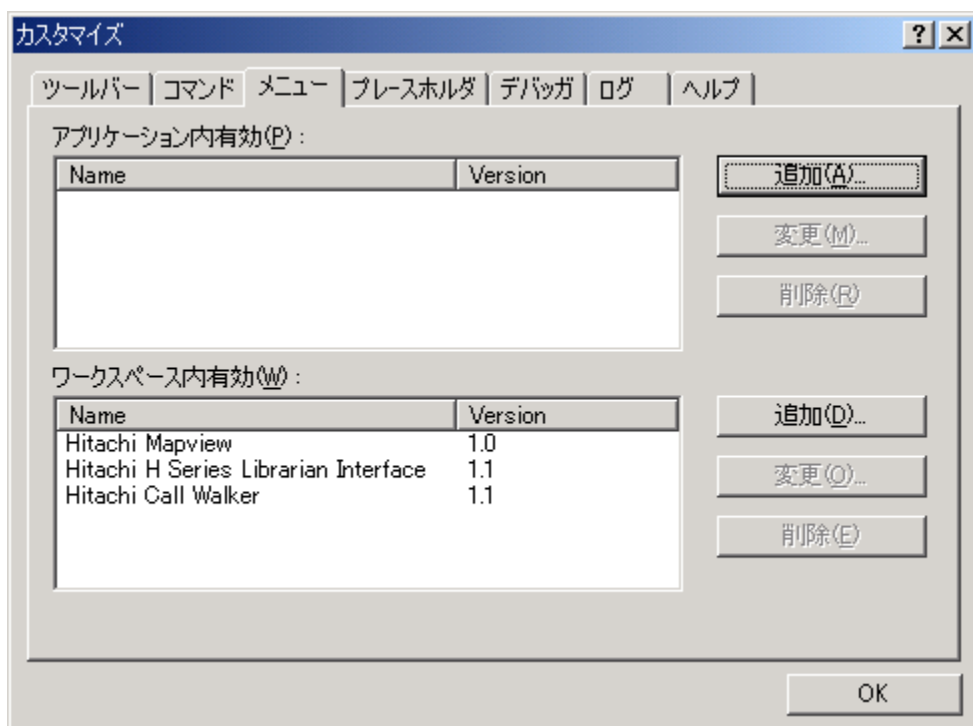 カスタマイズ
ツールバー コマンド メニュー プレースホルダ デバッガ ログ ヘルプ
アプリケーション内有効(P) :
Name Version
追加(A)...
変更(M)...
削除(R)
ワークスペース内有効(W) :
Name Version
追加(D)...
Hitachi Mapview 1.0
Hitachi H Series Librarian Interface 1.1
変更(O)...
Hitachi Call Walker 1.1
削除(E)
OK